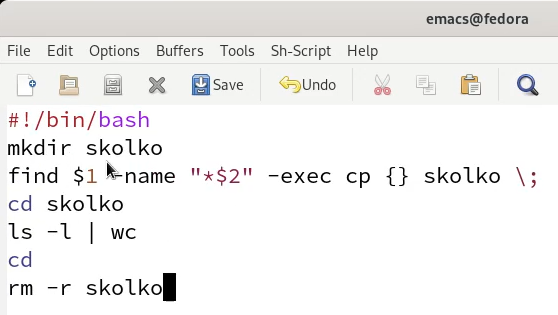 emacs@fedora
File Edit Options Buffers Tools Sh-Script Help
Save Undo
#!/bin/bash
mkdir skolko
find $1 -name "*$2" -exec cp {} skolko \;
cd skolko
ls -l | wc
cd
rm -r skolko